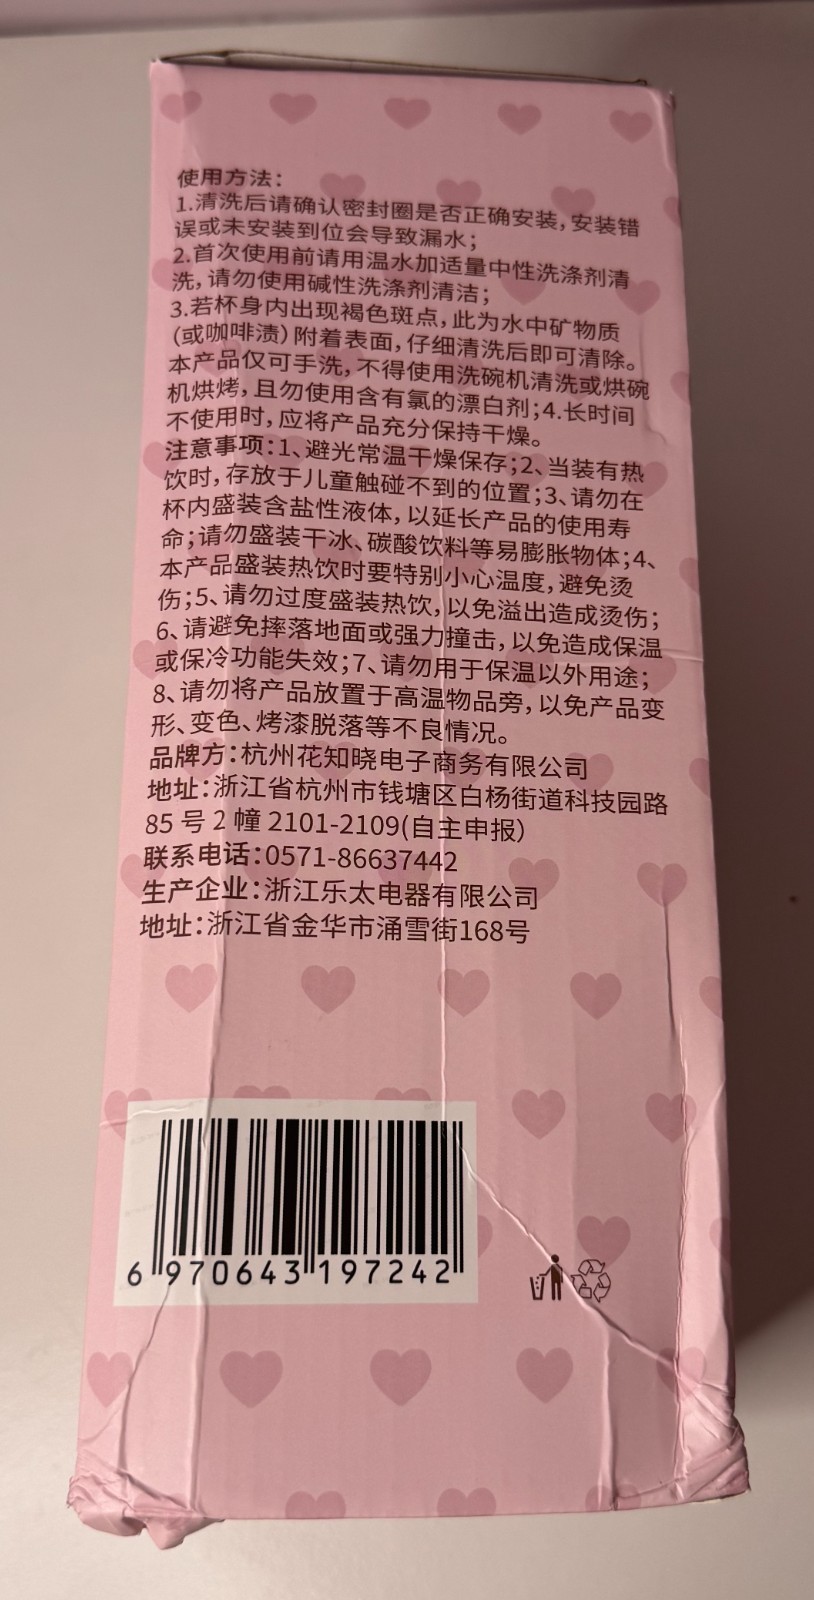 使用方法：
1.清洗后请确认密封圈是否正确安装，安装错
误或未安装到位会导致漏水；
2.首次使用前请用温水加适量中性洗涤剂清
洗，请勿使用碱性洗涤剂清洁；
3.若杯身内出现褐色斑点，此为水中矿物质
（或咖啡渍）附着表面，仔细清洗后即可清除。
本产品仅可手洗，不得使用洗碗机清洗或烘碗
机烘烤，且勿使用含有氯的漂白剂；4.长时间
不使用时，应将产品充分保持干燥。
注意事项：1、避光常温干燥保存；2、当装有热
饮时，存放于儿童触碰不到的位置；3、请勿在
杯内盛装含盐性液体，以延长产品的使用寿
命；请勿盛装干冰、碳酸饮料等易膨胀物体；4、
本产品盛装热饮时要特别小心温度，避免烫
伤；5、请勿过度盛装热饮，以免溢出造成烫伤；
6、请避免摔落地面或强力撞击，以免造成保温
或保冷功能失效；7、请勿用于保温以外用途；
8、请勿将产品放置于高温物品旁，以免产品变
形、变色、烤漆脱落等不良情况。
品牌方：杭州花知晓电子商务有限公司
地址：浙江省杭州市钱塘区白杨街道科技园路
85 号 2 幢 2101-2109(自主申报）
联系电话：0571-86637442
生产企业：浙江乐太电器有限公司
地址：浙江省金华市涌雪街168号
6 970643 197242